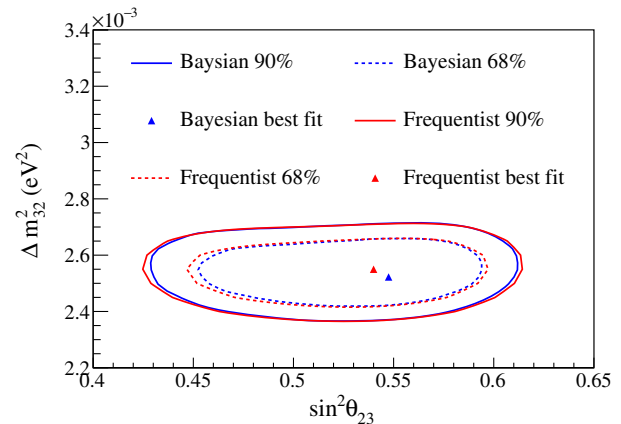 ×10⁻³
3.4
Baysian 90% Bayesian 68%
3.2
Bayesian best fit Frequentist 90%
3
Frequentist 68% Frequentist best fit
2.8
2.6
2.4
2.2
Δ m²₃₂ (eV²)
0.4 0.45 0.5 0.55 0.6 0.65
sin²θ₂₃